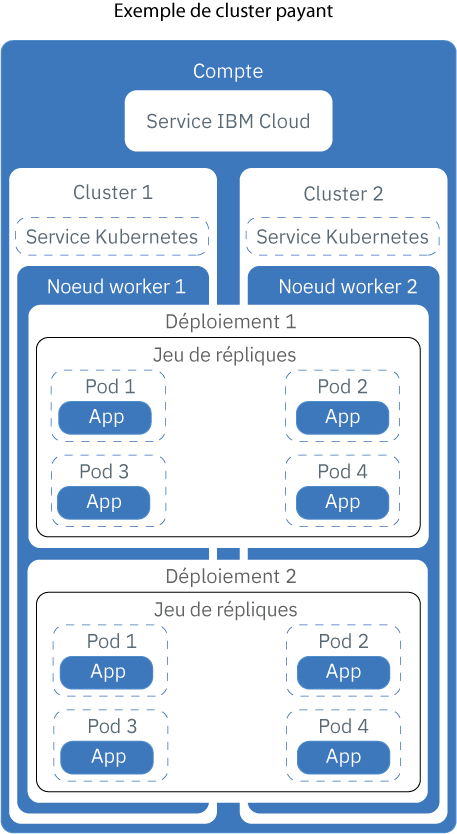 Exemple de cluster payant
Compte
Service IBM Cloud
Cluster 1
Cluster 2
Service Kubernetes
Service Kubernetes
Noeud worker 1
Noeud worker 2
Déploiement 1
Jeu de répliques
Pod 1
Pod 2
App
App
Pod 3
Pod 4
App
App
Déploiement 2
Jeu de répliques
Pod 1
Pod 2
App
App
Pod 3
Pod 4
App
App